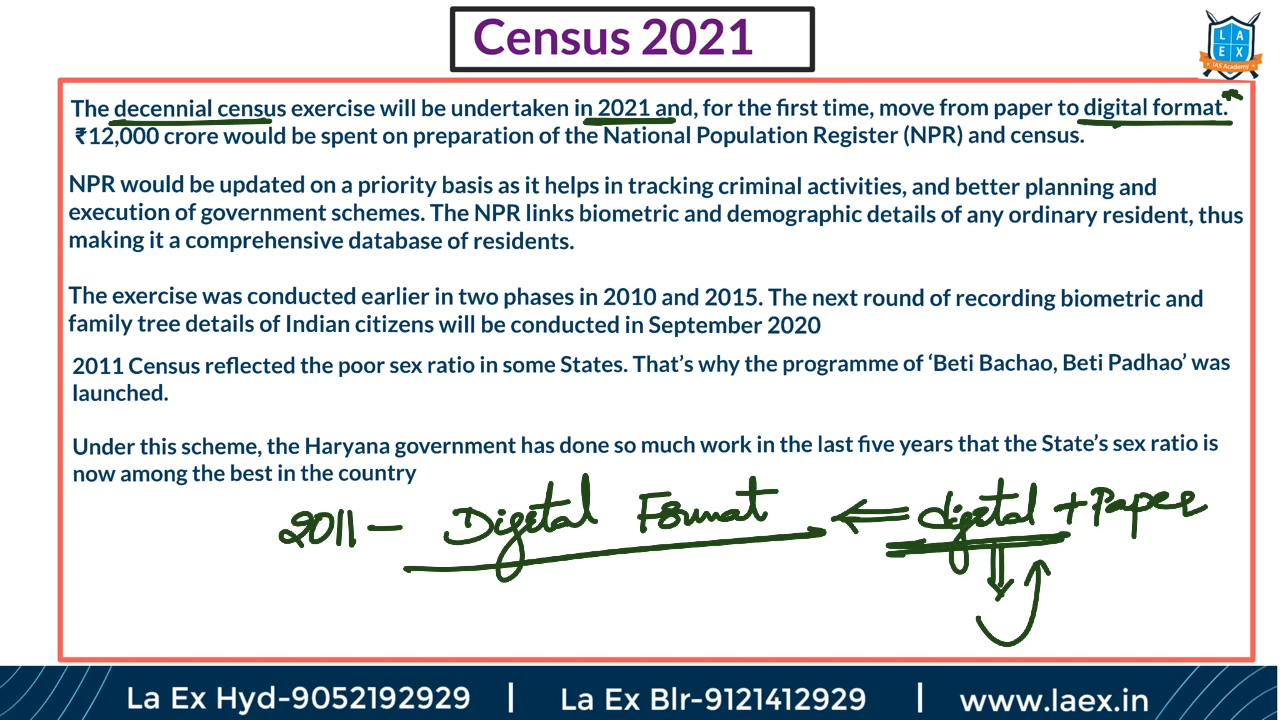 Census 2021
L A
E X
IAS Academy
The decennial census exercise will be undertaken in 2021 and, for the first time, move from paper to digital format.
₹12,000 crore would be spent on preparation of the National Population Register (NPR) and census.
NPR would be updated on a priority basis as it helps in tracking criminal activities, and better planning and
execution of government schemes. The NPR links biometric and demographic details of any ordinary resident, thus
making it a comprehensive database of residents.
The exercise was conducted earlier in two phases in 2010 and 2015. The next round of recording biometric and
family tree details of Indian citizens will be conducted in September 2020
2011 Census reflected the poor sex ratio in some States. That's why the programme of ‘Beti Bachao, Beti Padhao’ was
launched.
Under this scheme, the Haryana government has done so much work in the last five years that the State's sex ratio is
now among the best in the country
2011 - Digital Format ⇐ digital + Paper
La Ex Hyd-9052192929 | La Ex Blr-9121412929 | www.laex.in